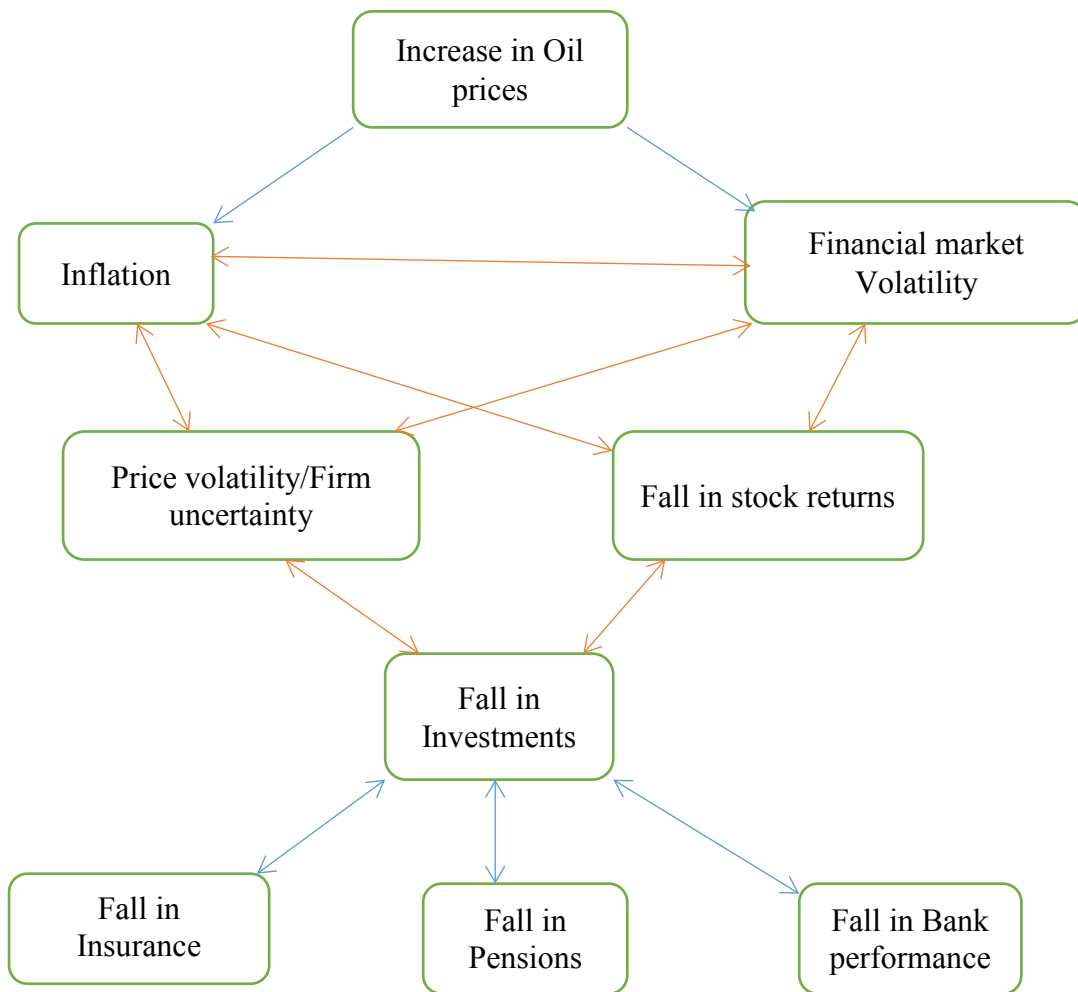 Increase in Oil
prices
Inflation
Financial market
Volatility
Price volatility/Firm
uncertainty
Fall in stock returns
Fall in
Investments
Fall in
Insurance
Fall in
Pensions
Fall in Bank
performance